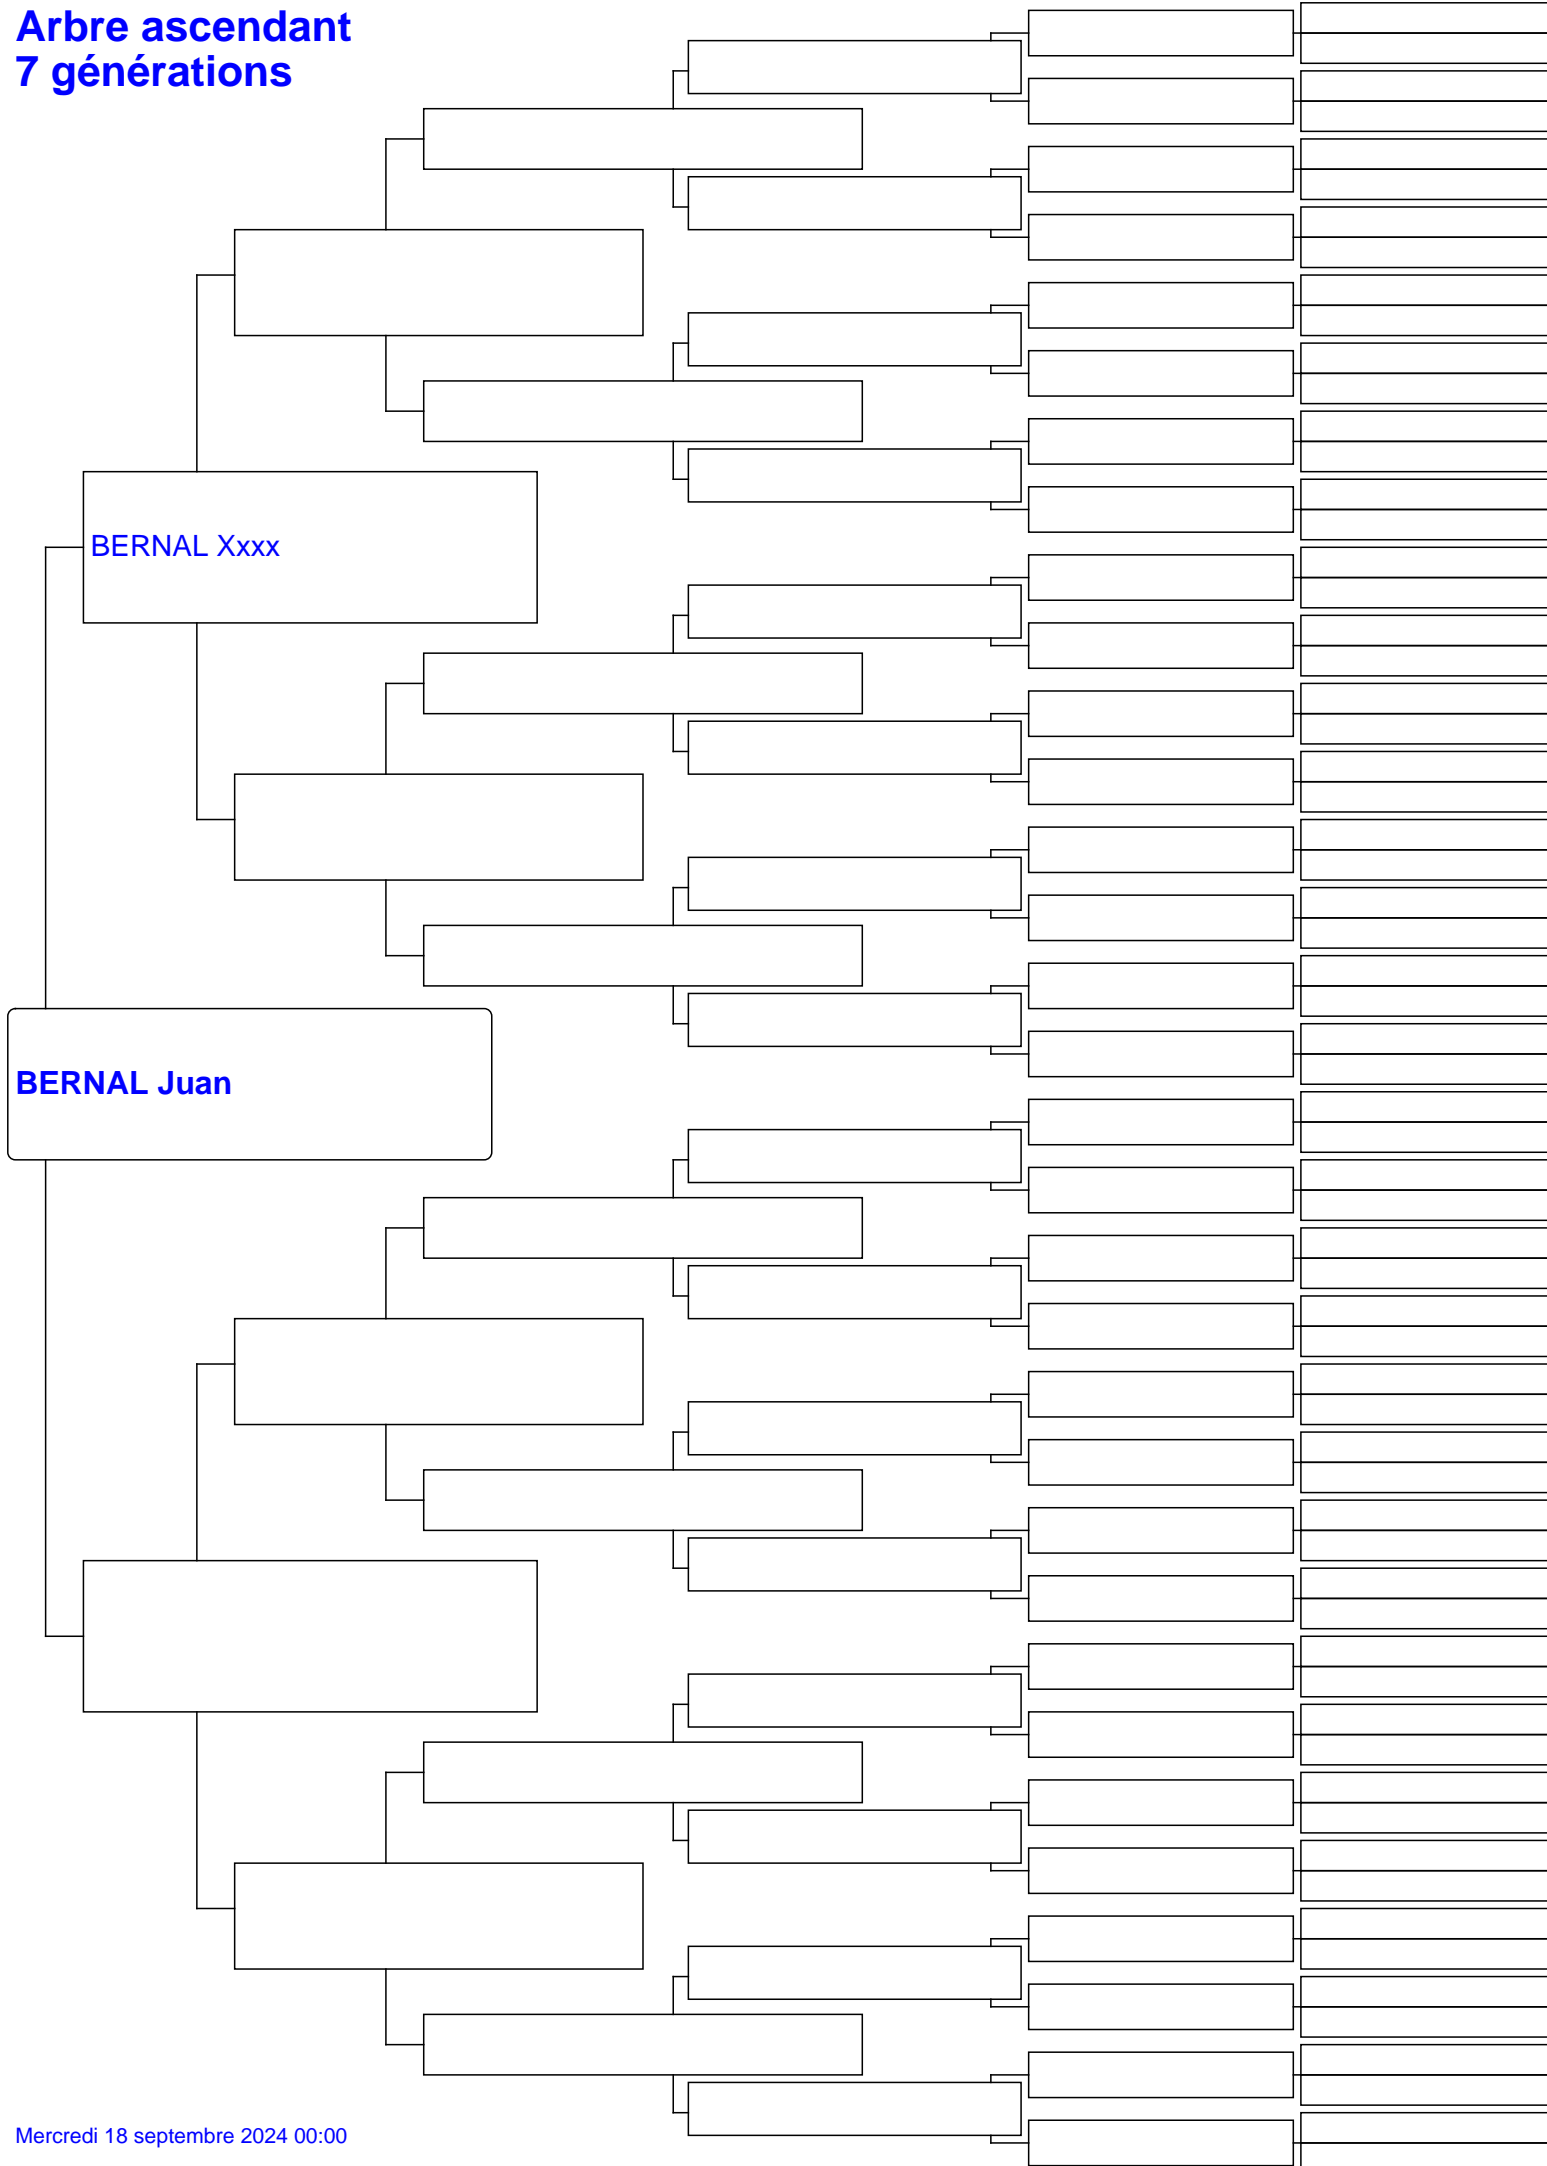 Arbre ascendant
7 générations
BERNAL Xxxx
BERNAL Juan
Mercredi 18 septembre 2024 00:00